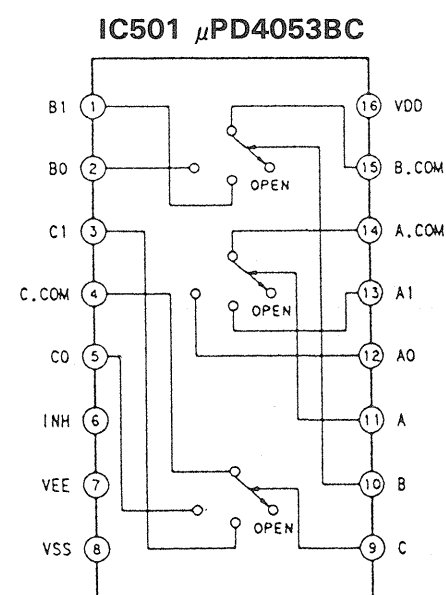 IC501 μPD4053BC
B1 1 16 VDD
B0 2 15 B.COM
OPEN
C1 3 14 A.COM
C.COM 4 13 A1
OPEN
C0 5 12 A0
INH 6 11 A
VEE 7 10 B
VSS 8 9 C
OPEN